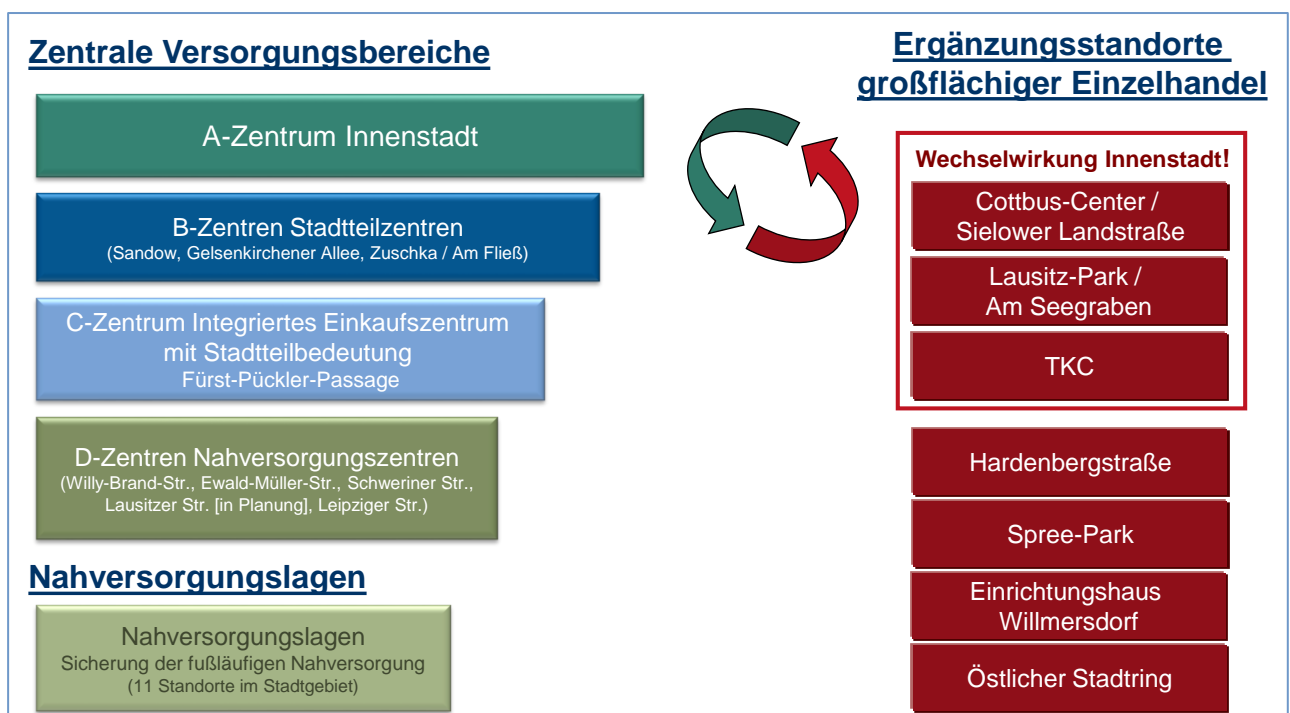 Zentrale Versorgungsbereiche
A-Zentrum Innenstadt
B-Zentren Stadtteilzentren
(Sandow, Gelsenkirchener Allee, Zuschka / Am Fließ)
C-Zentrum Integriertes Einkaufszentrum
mit Stadtteilbedeutung
Fürst-Pückler-Passage
D-Zentren Nahversorgungszentren
(Willy-Brand-Str., Ewald-Müller-Str., Schweriner Str.,
Lausitzer Str. [in Planung], Leipziger Str.)
Nahversorgungslagen
Nahversorgungslagen
Sicherung der fußläufigen Nahversorgung
(11 Standorte im Stadtgebiet)
Ergänzungsstandorte
großflächiger Einzelhandel
Wechselwirkung Innenstadt!
Cottbus-Center /
Sielower Landstraße
Lausitz-Park /
Am Seegraben
TKC
Hardenbergstraße
Spree-Park
Einrichtungshaus
Willmersdorf
Östlicher Stadtring